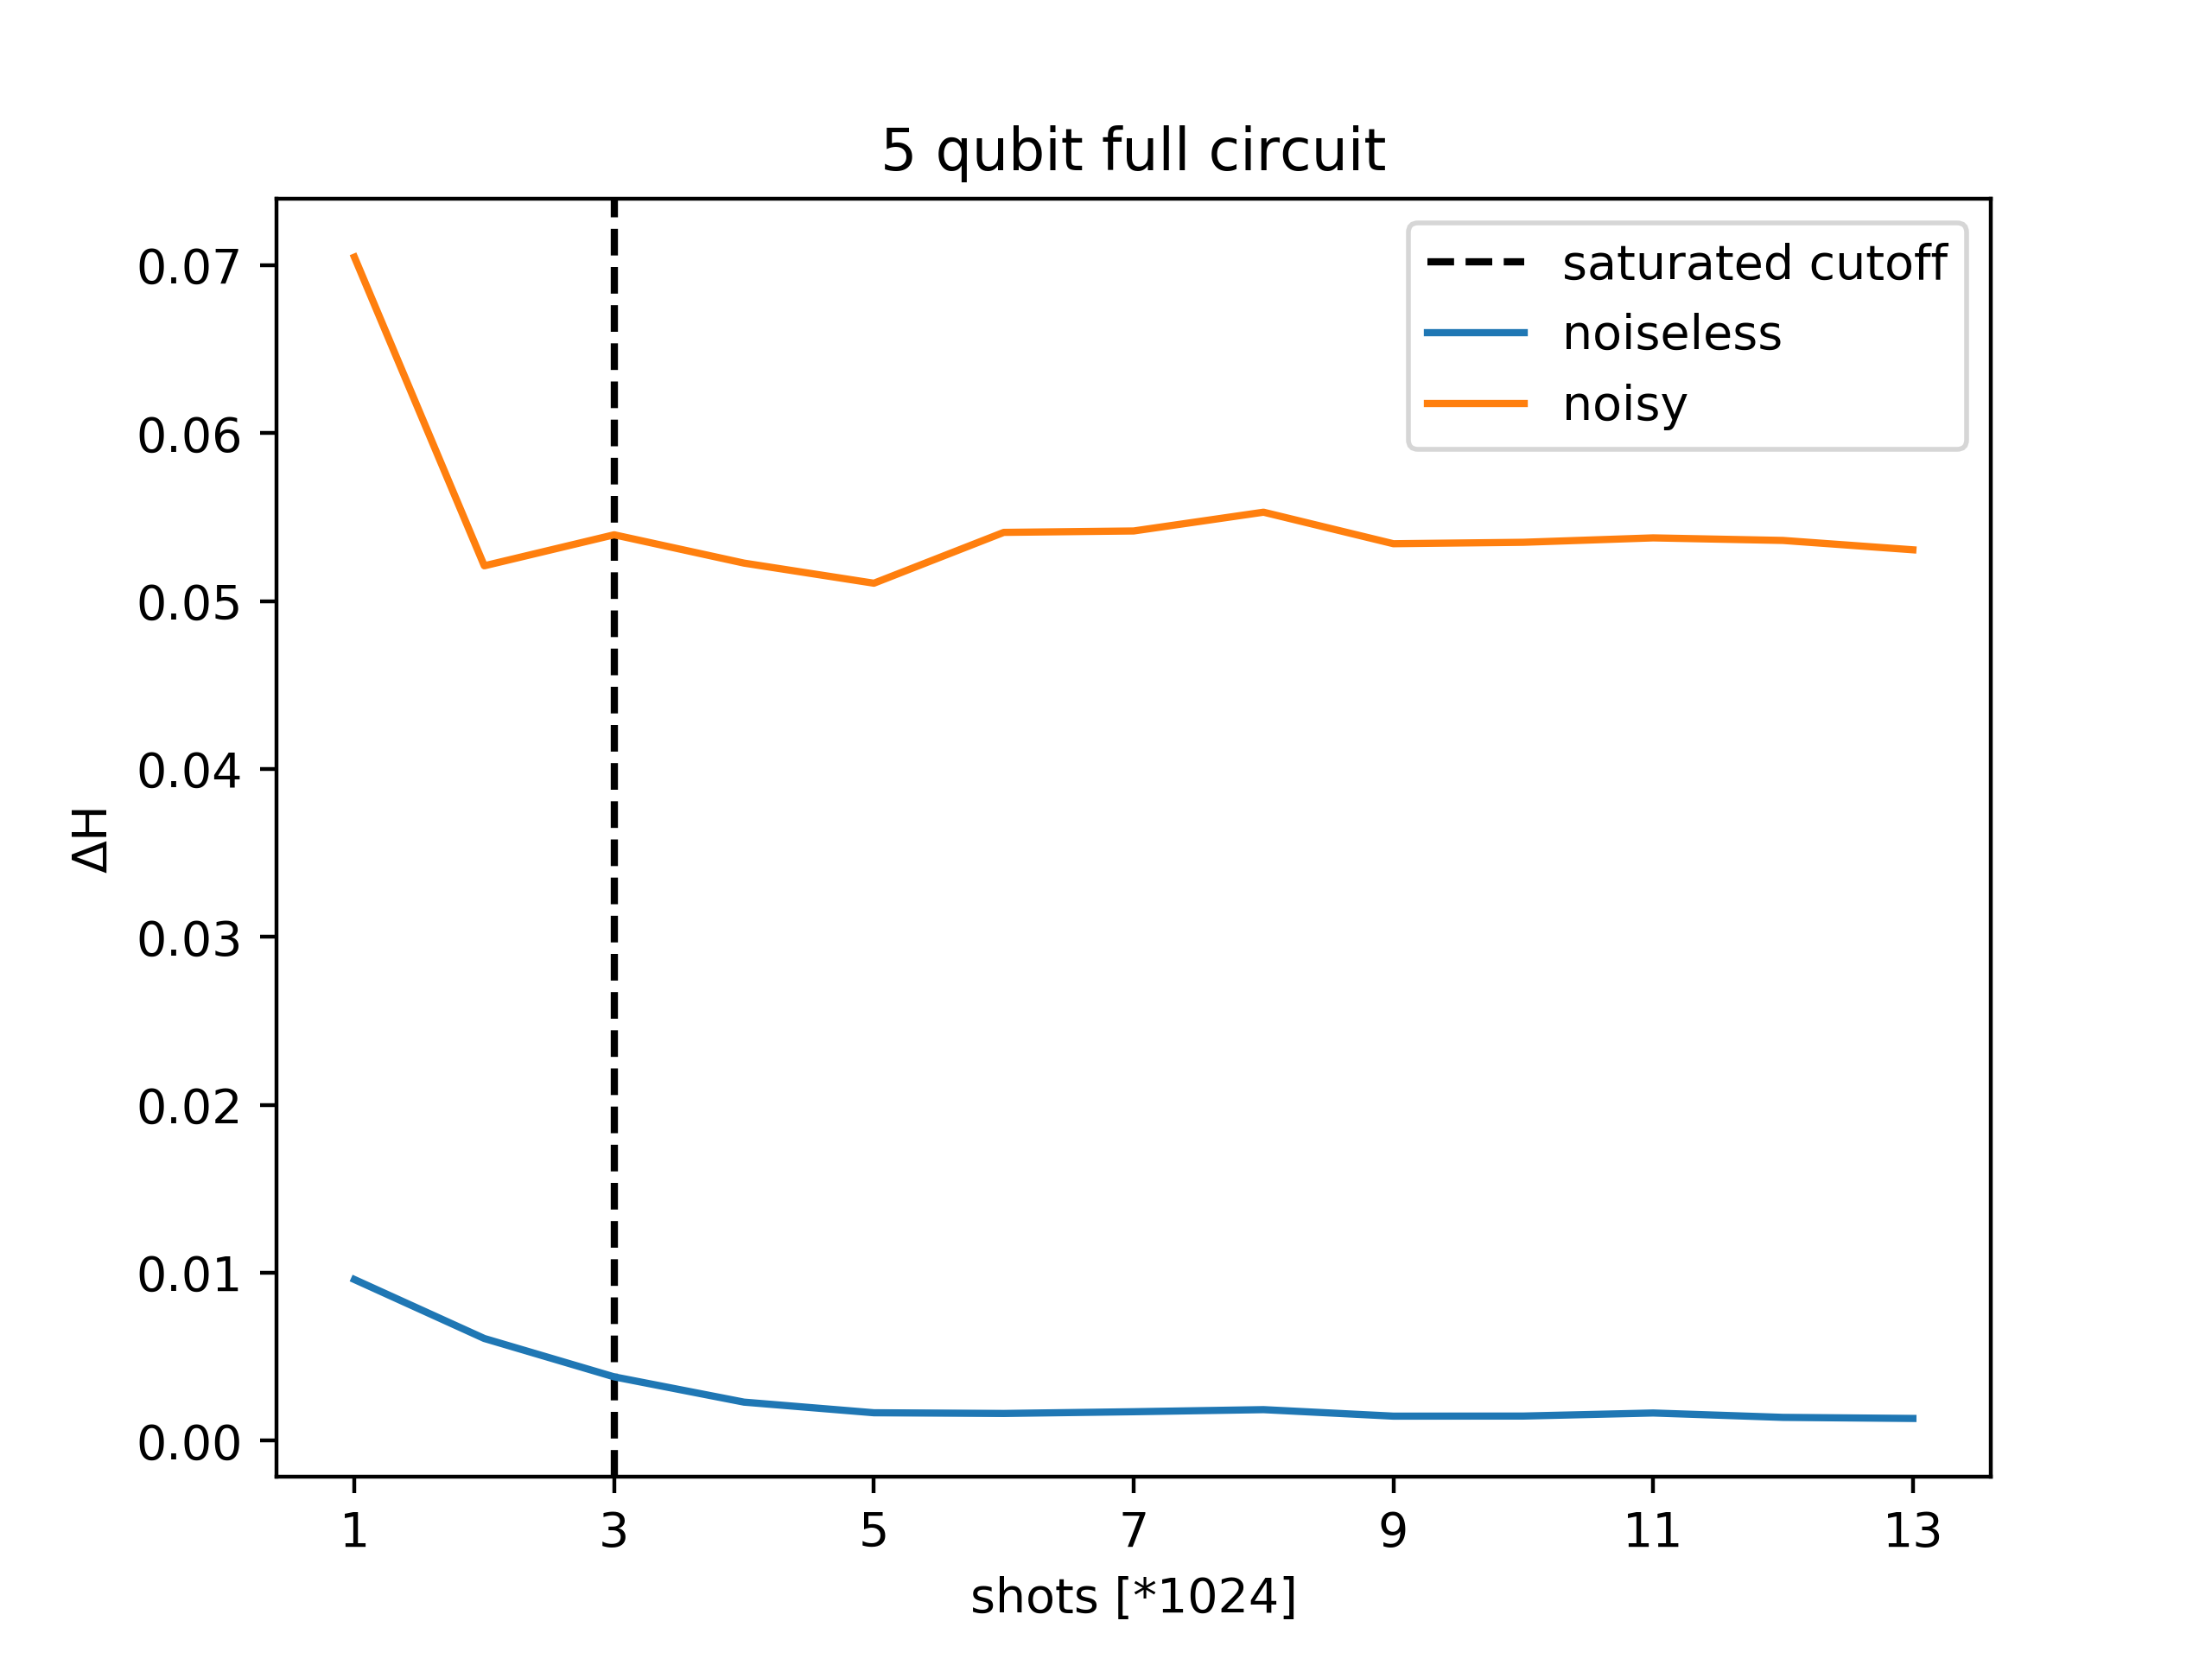 5 qubit full circuit
saturated cutoff
noiseless
noisy
0.07
0.06
0.05
0.04
0.03
0.02
0.01
0.00
ΔH
1 3 5 7 9 11 13
shots [*1024]